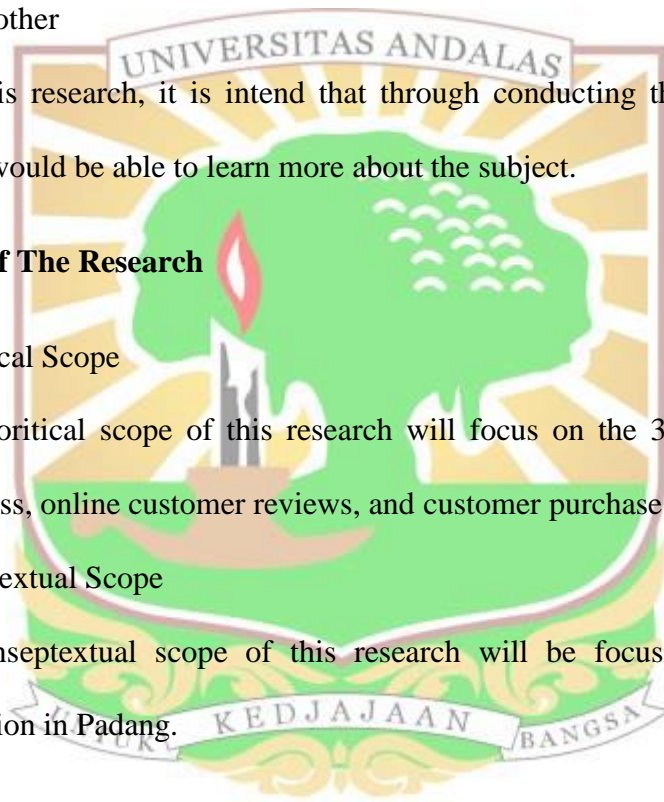 other
UNIVERSITAS ANDALAS
is research, it is intend that through conducting th
would be able to learn more about the subject.
f The Research
cal Scope
oritical scope of this research will focus on the 3
ss, online customer reviews, and customer purchase
extual Scope
nseptextual scope of this research will be focus
ion in Padang.
UNTUK KEDJAJAAN BANGSA